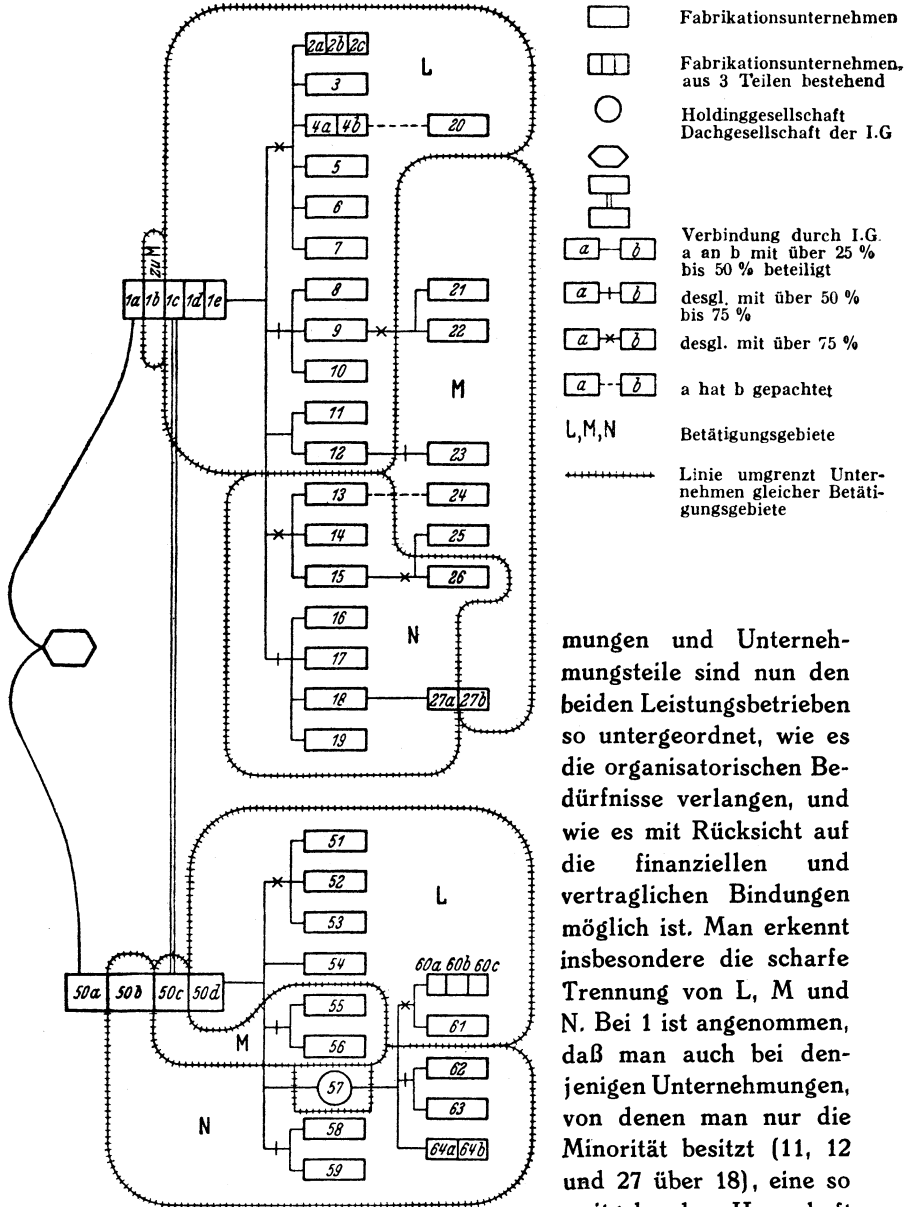 Fabrikationsunternehmen
Fabrikationsunternehmen,
aus 3 Teilen bestehend
Holdinggesellschaft
Dachgesellschaft der I.G
Verbindung durch I.G.
a b a an b mit über 25 %
bis 50 % beteiligt
a b desgl. mit über 50 %
bis 75 %
a b desgl. mit über 75 %
a b a hat b gepachtet
L,M,N Betätigungsgebiete
Linie umgrenzt Unter-
nehmen gleicher Betäti-
gungsgebiete
2a 2b 2c
L
3
4a 4b 20
5
6
7
zu M
1a 1b 1c 1d 1e
8
21
9
22
10
M
11
12 23
13 24
14
25
15 26
16
N
17
18 27a 27b
19
51
52
L
53
54
60a 60b 60c
50a 50b 50c 50d
55
61
M
56
62
57
63
N
58
64a 64b
59
mungen und Unterneh-
mungsteile sind nun den
beiden Leistungsbetrieben
so untergeordnet, wie es
die organisatorischen Be-
dürfnisse verlangen, und
wie es mit Rücksicht auf
die finanziellen und
vertraglichen Bindungen
möglich ist. Man erkennt
insbesondere die scharfe
Trennung von L, M und
N. Bei 1 ist angenommen,
daß man auch bei den-
jenigen Unternehmungen,
von denen man nur die
Minorität besitzt (11, 12
und 27 über 18), eine so